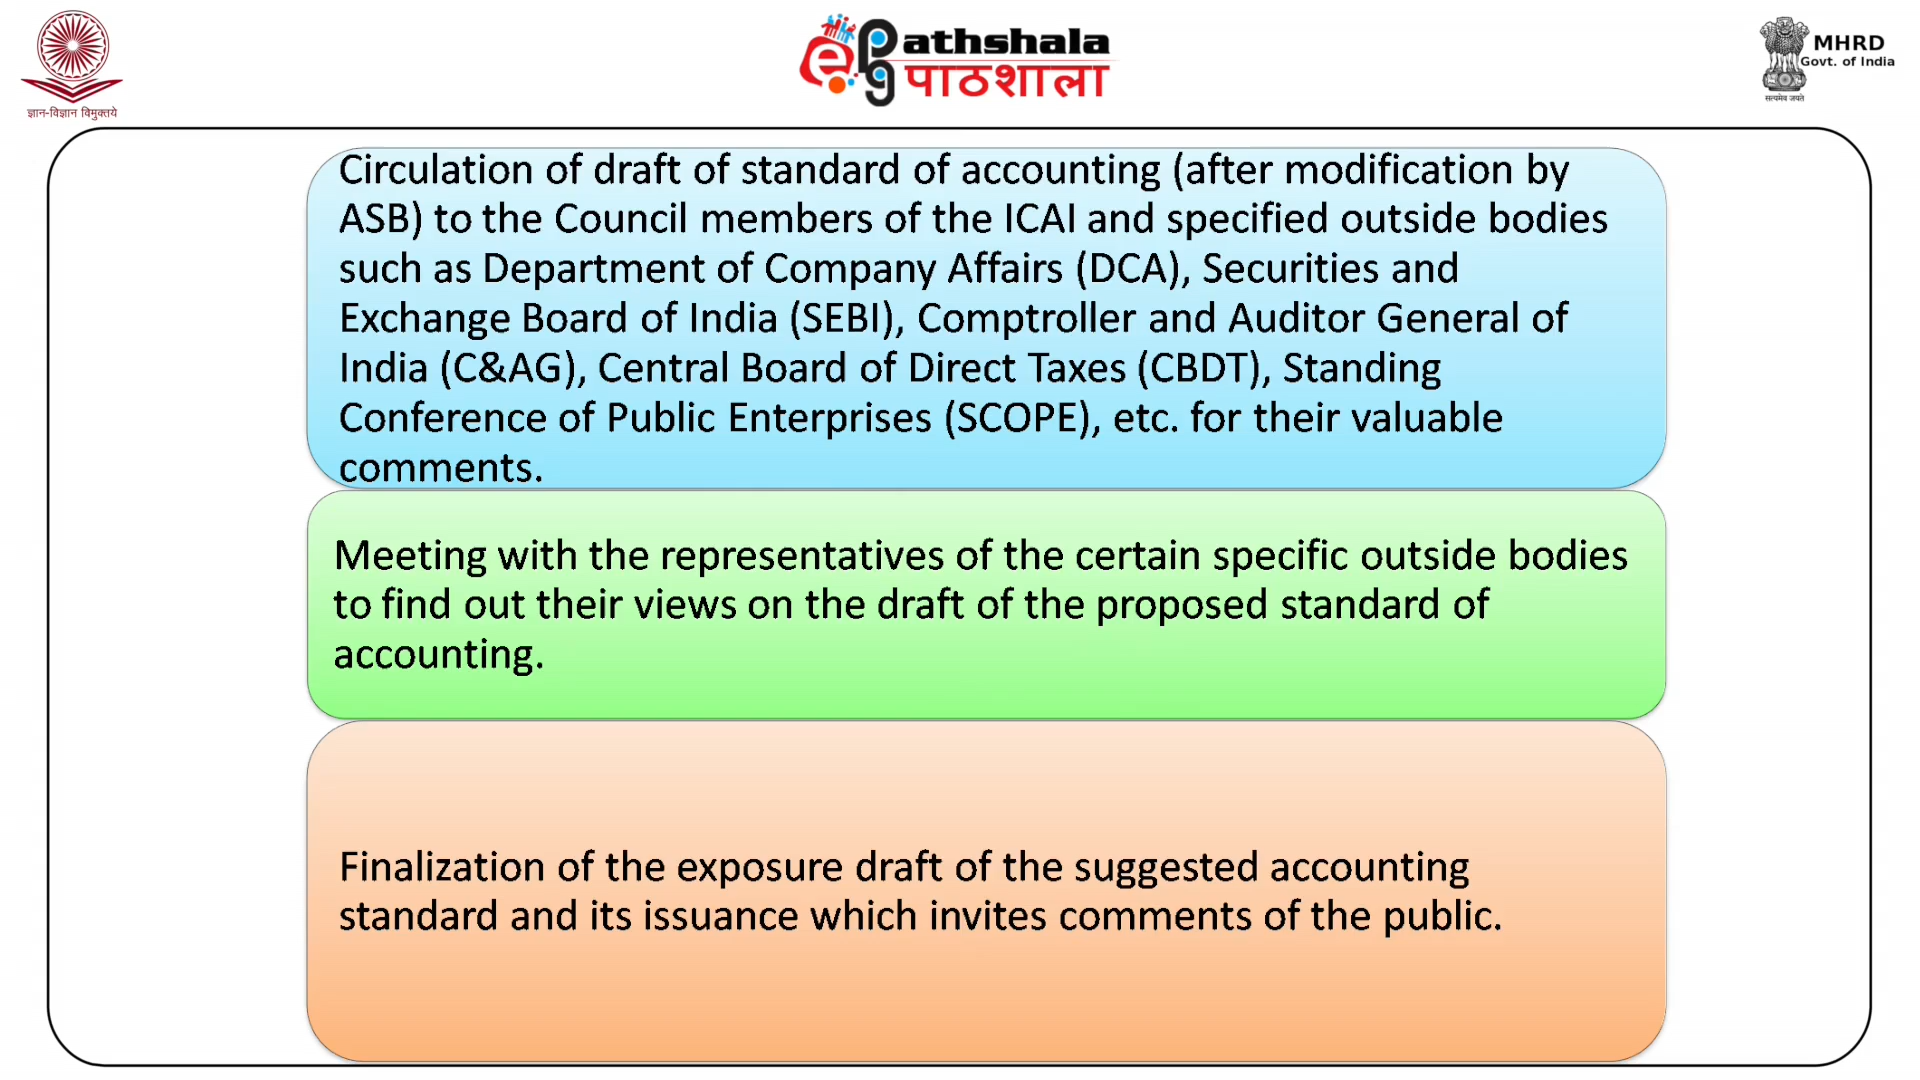 ज्ञान-विज्ञान विमुक्तये
epg
athshala
पाठशाला
MHRD
Govt. of India
सत्यमेव जयते
Circulation of draft of standard of accounting (after modification by
ASB) to the Council members of the ICAI and specified outside bodies
such as Department of Company Affairs (DCA), Securities and
Exchange Board of India (SEBI), Comptroller and Auditor General of
India (C&AG), Central Board of Direct Taxes (CBDT), Standing
Conference of Public Enterprises (SCOPE), etc. for their valuable
comments.
Meeting with the representatives of the certain specific outside bodies
to find out their views on the draft of the proposed standard of
accounting.
Finalization of the exposure draft of the suggested accounting
standard and its issuance which invites comments of the public.